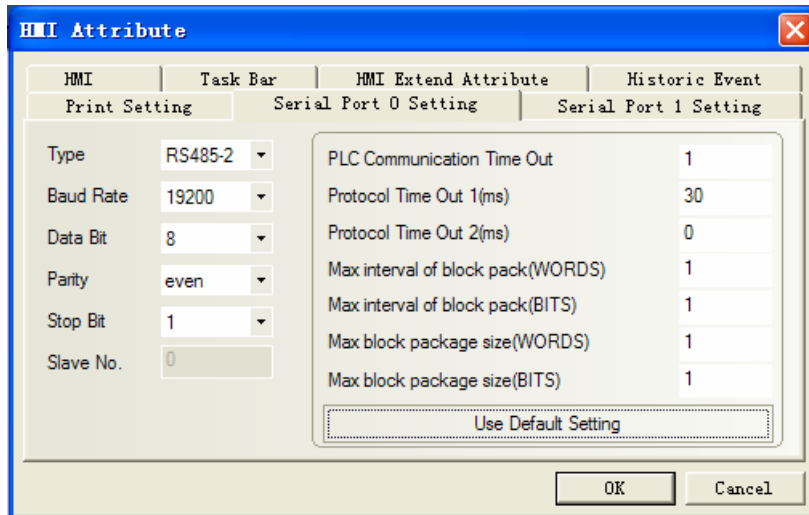 HMI Attribute
HMI Task Bar HMI Extend Attribute Historic Event
Print Setting Serial Port 0 Setting Serial Port 1 Setting
Type RS485-2
Baud Rate 19200
Data Bit 8
Parity even
Stop Bit 1
Slave No. 0
PLC Communication Time Out 1
Protocol Time Out 1(ms) 30
Protocol Time Out 2(ms) 0
Max interval of block pack(WORDS) 1
Max interval of block pack(BITS) 1
Max block package size(WORDS) 1
Max block package size(BITS) 1
Use Default Setting
OK Cancel